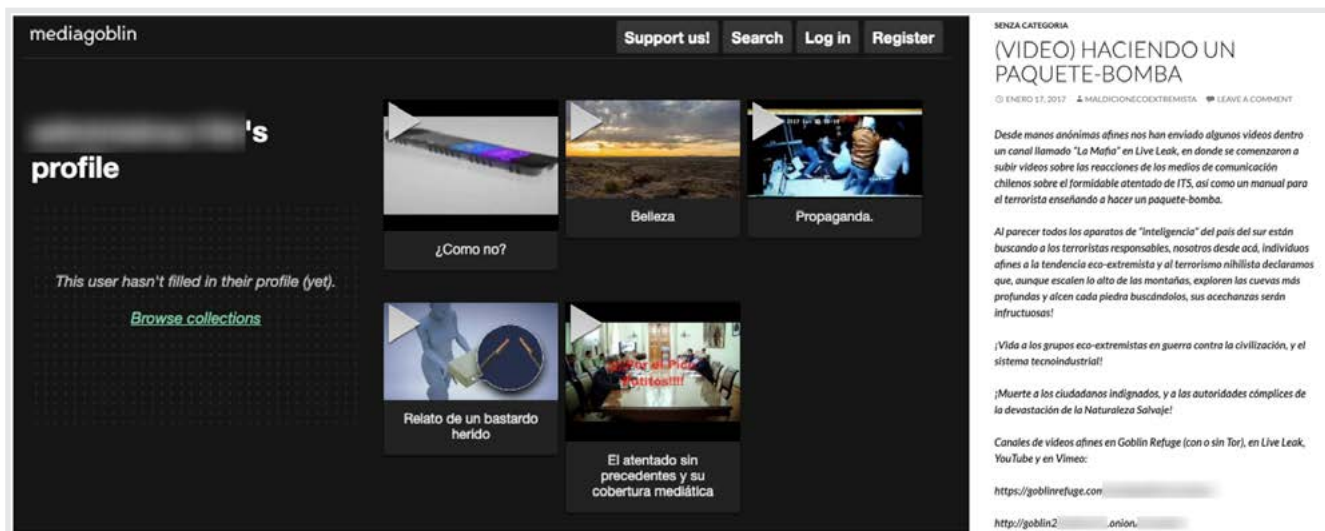 mediagoblin
Support us! Search Log in Register
's
profile
This user hasn't filled in their profile (yet).
Browse collections
¿Como no?
Belleza
Propaganda.
Relato de un bastardo
herido
El atentado sin
precedentes y su
cobertura mediática
SENZA CATEGORIA
(VIDEO) HACIENDO UN
PAQUETE-BOMBA
ENERO 17, 2017 MALDICIONECOEXTREMISTA LEAVE A COMMENT
Desde manos anónimas afines nos han enviado algunos videos dentro
un canal llamado "La Mafia" en Live Leak, en donde se comenzaron a
subir videos sobre las reacciones de los medios de comunicación
chilenos sobre el formidable atentado de ITS, así como un manual para
el terrorista enseñando a hacer un paquete-bomba.
Al parecer todos los aparatos de "inteligencia" del país del sur están
buscando a los terroristas responsables, nosotros desde acá, individuos
afines a la tendencia eco-extremista y al terrorismo nihilista declaramos
que, aunque escalen lo alto de las montañas, exploren las cuevas más
profundas y alcen cada piedra buscándolos, sus acechanzas serán
infructuosas!
¡Vida a los grupos eco-extremistas en guerra contra la civilización, y el
sistema tecnoindustrial!
¡Muerte a los ciudadanos indignados, y a las autoridades cómplices de
la devastación de la Naturaleza Salvaje!
Canales de videos afines en Goblin Refuge (con o sin Tor), en Live Leak,
YouTube y en Vimeo:
https://goblinrefuge.com
http://goblin2 .onion.